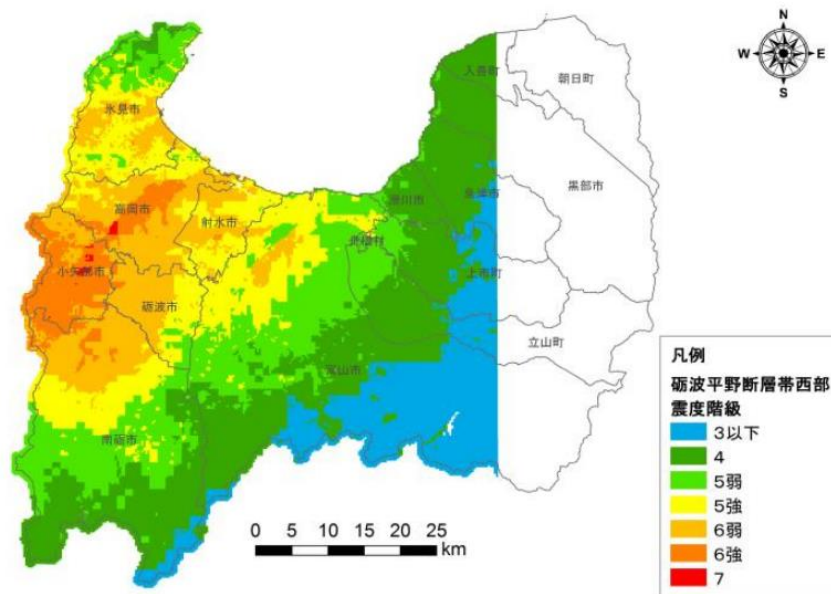 N
W
E
S
入善町
朝日町
氷見市
黒部市
魚津市
滑川市
高岡市
射水市
舟橋村
小矢部市
上市町
砺波市
立山町
富山市
南砺市
凡例
砺波平野断層帯西部
震度階級
3以下
4
5弱
5強
6弱
6強
7
0 5 10 15 20 25
km